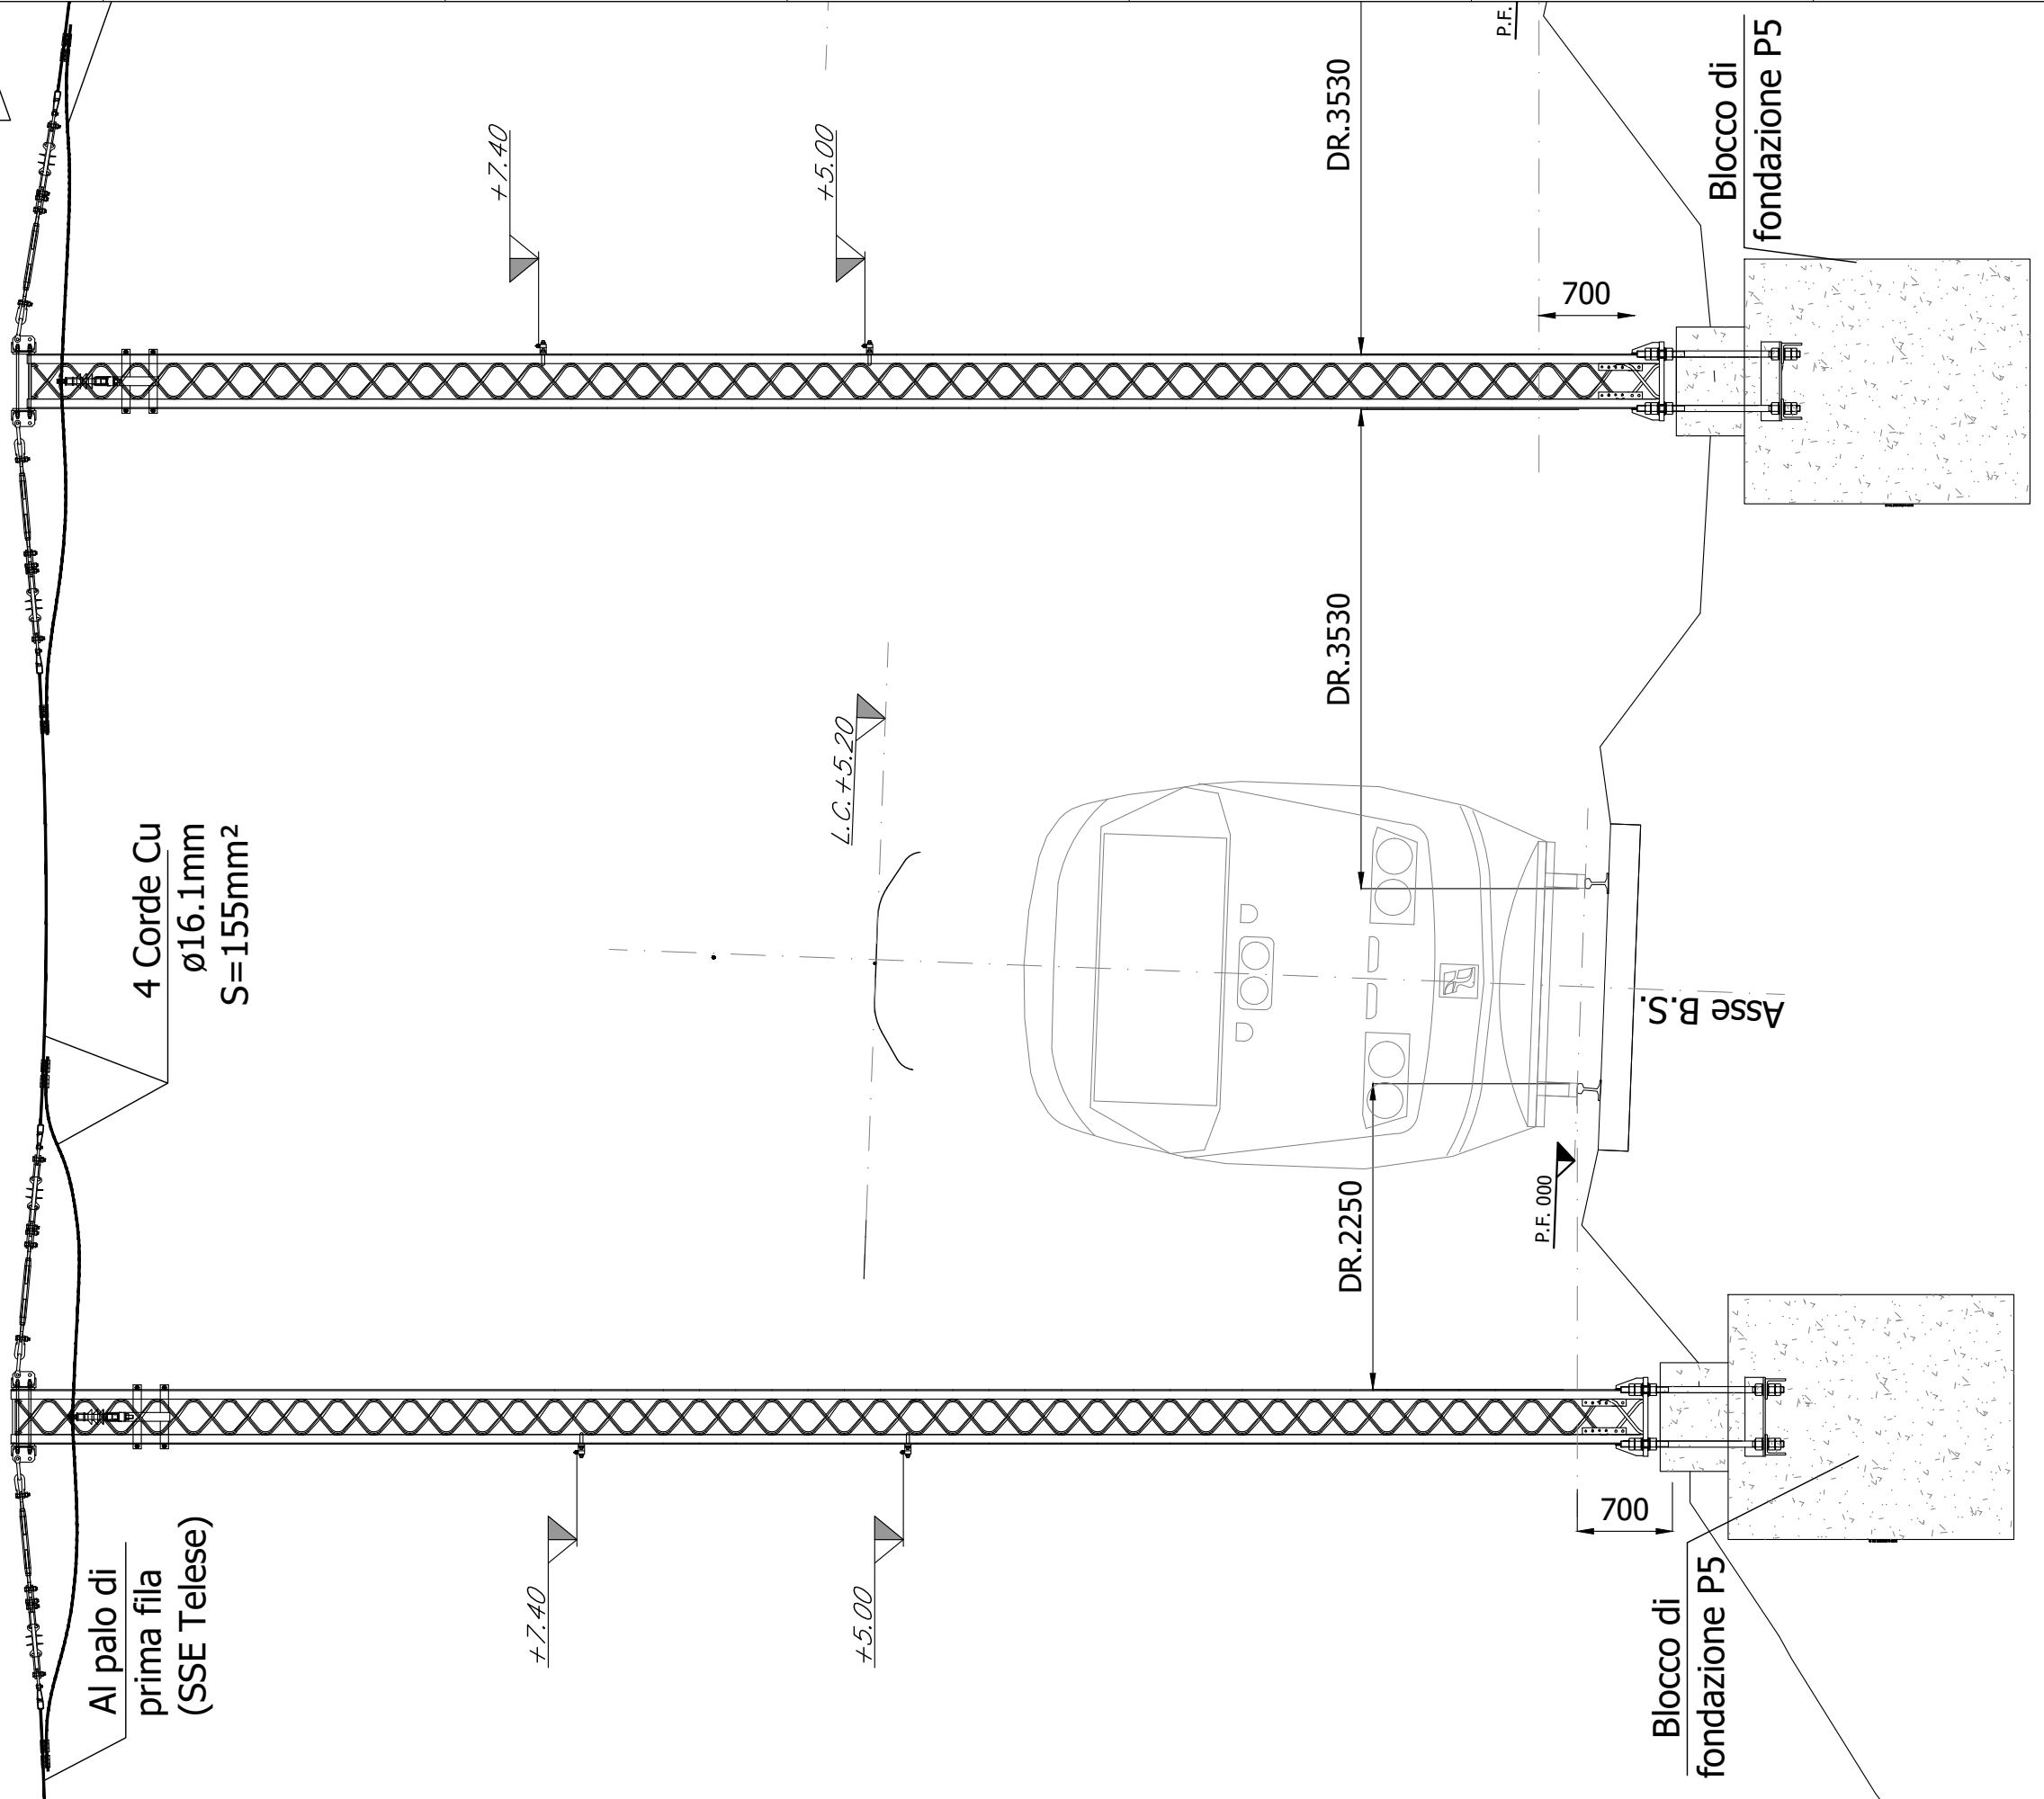 Al palo di
prima fila
(SSE Telese)
4 Corde Cu
ø16.1mm
S=155mm²
+7.40
+5.00
L.C.+5.20
+7.40
+5.00
DR.2250
DR.3530
DR.3530
P.F. 000
P.F.
Asse B.S.
700
700
Blocco di
fondazione P5
Blocco di
fondazione P5